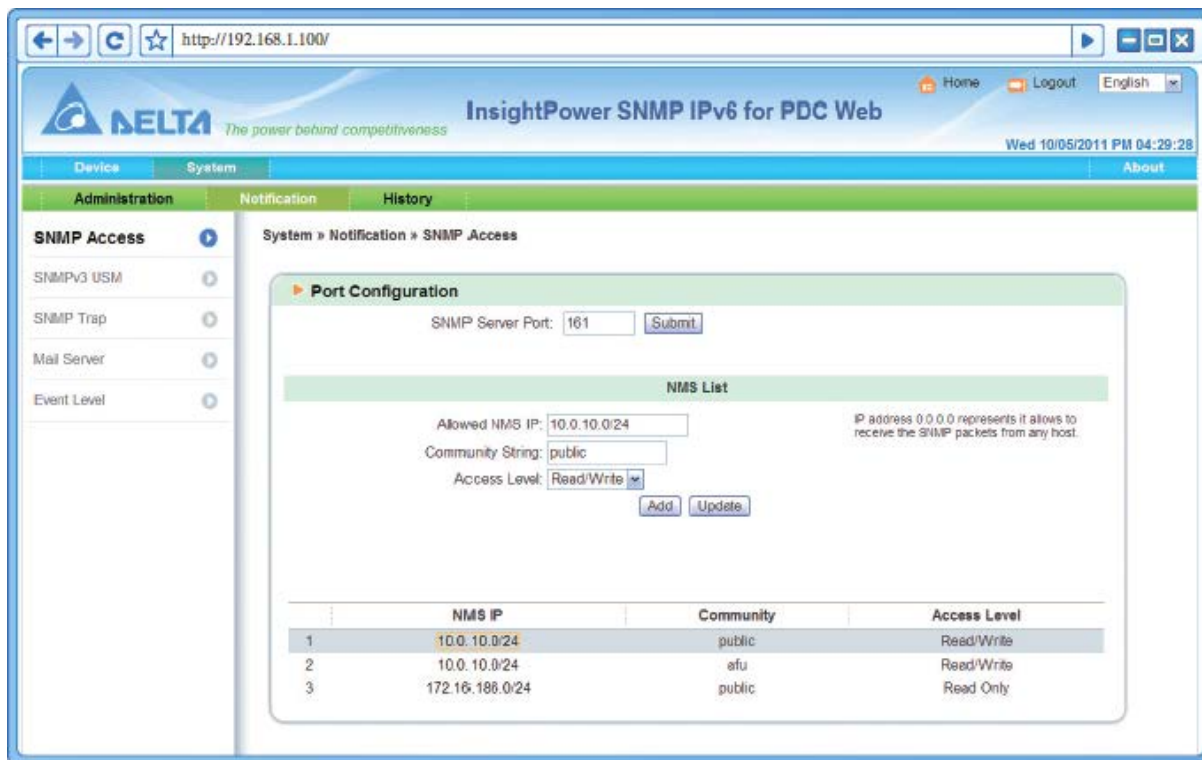 http://192.168.1.100/
Home Logout English
DELTA The power behind competitiveness InsightPower SNMP IPv6 for PDC Web
Wed 10/05/2011 PM 04:29:28
Device System About
Administration Notification History
SNMP Access
SNMPv3 USM
SNMP Trap
Mail Server
Event Level
System » Notification » SNMP Access
Port Configuration
SNMP Server Port: 161 Submit
NMS List
Allowed NMS IP: 10.0.10.0/24
IP address 0.0.0.0 represents it allows to
receive the SNMP packets from any host.
Community String: public
Access Level: Read/Write
Add Update
NMS IP Community Access Level
1 10.0.10.0/24 public Read/Write
2 10.0.10.0/24 efu Read/Write
3 172.16.186.0/24 public Read Only